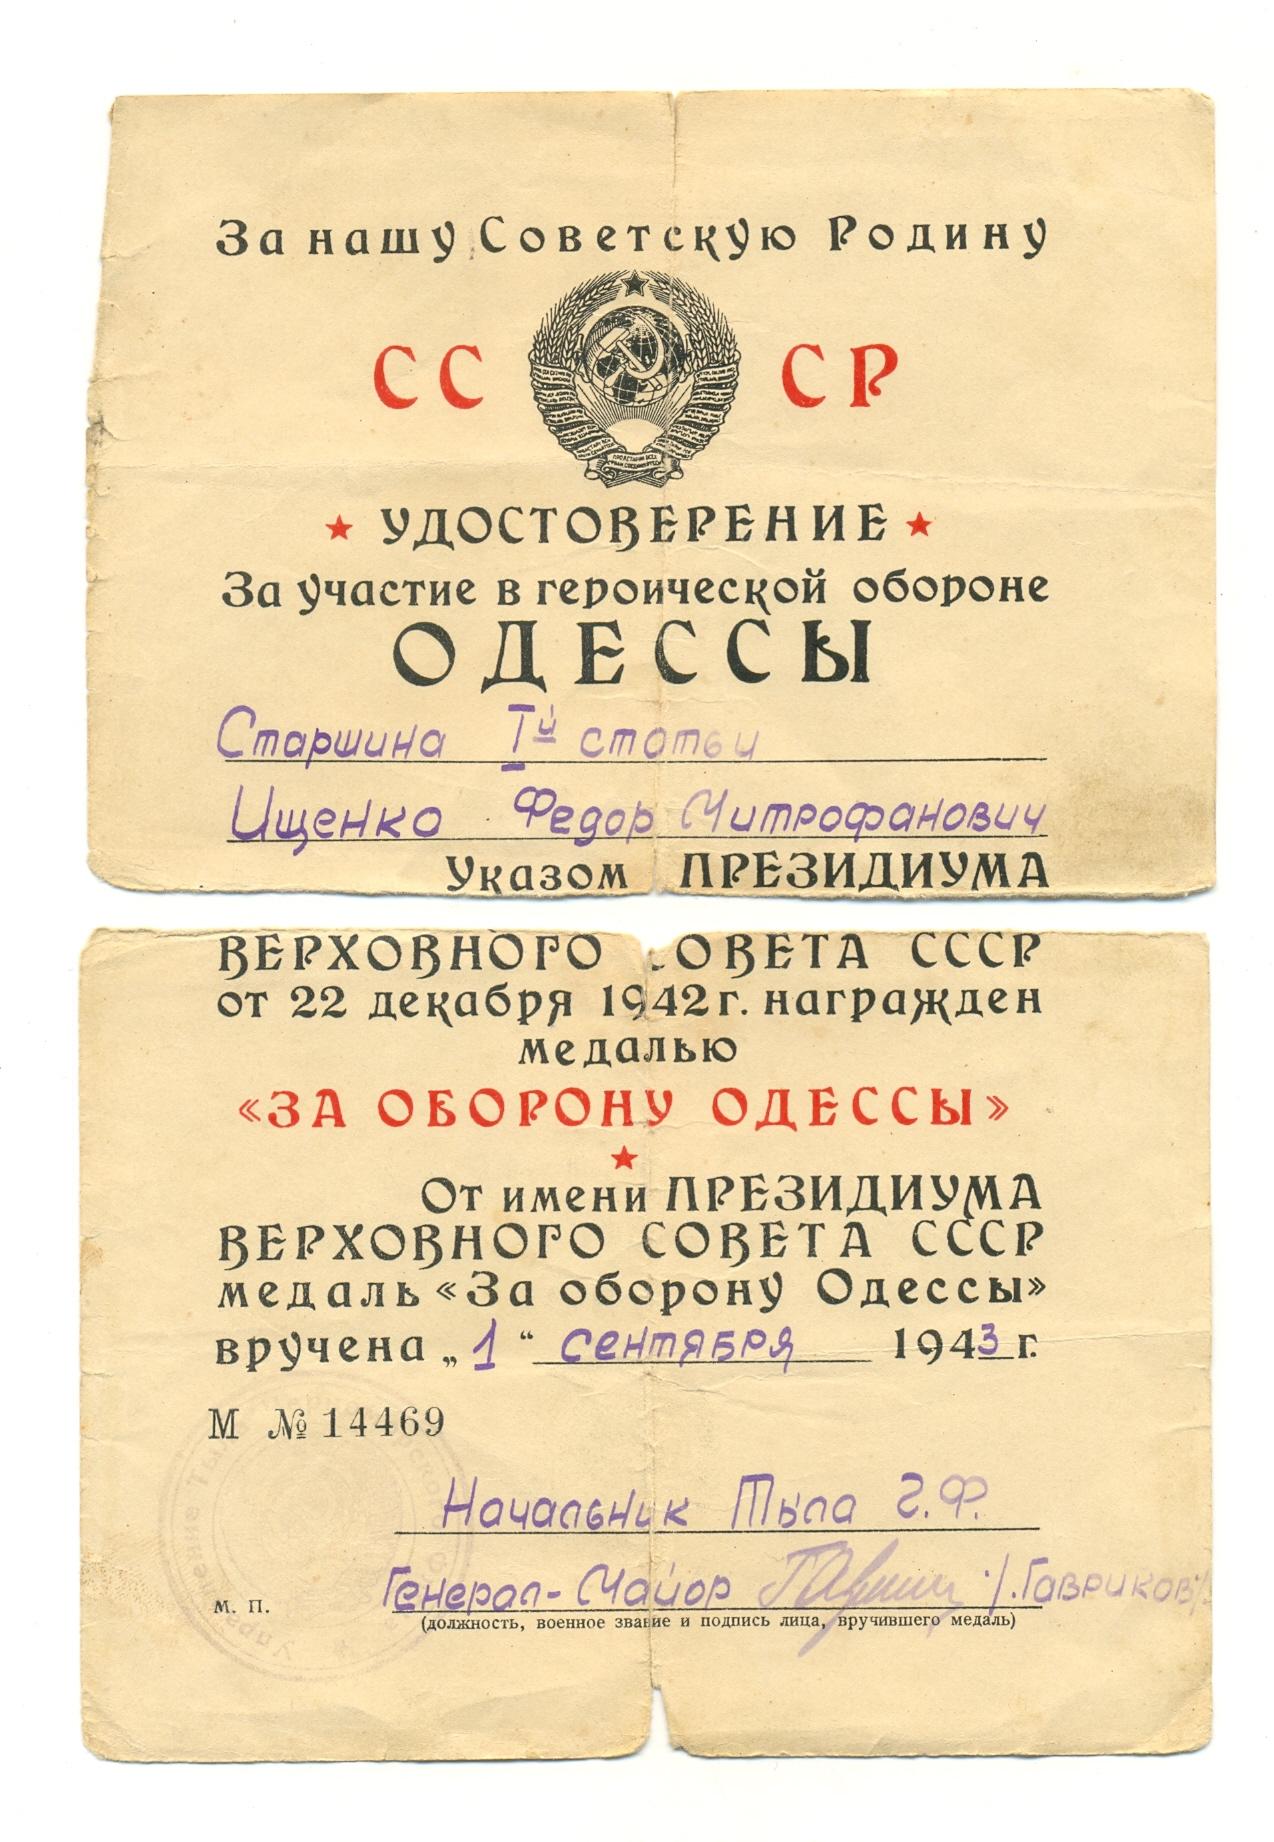 За нашу Советскую Родину
СС СР
УДОСТОВЕРЕНИЕ
За участие в героической обороне
ОДЕССЫ
Старшина I й статьи
Ищенко Федор Митрофанович
Указом ПРЕЗИДИУМА
ВЕРХОВНОГО СОВЕТА СССР
от 22 декабря 1942 г. награжден
медалью
«ЗА ОБОРОНУ ОДЕССЫ»
От имени ПРЕЗИДИУМА
ВЕРХОВНОГО СОВЕТА СССР
медаль «За оборону Одессы»
вручена „1“ сентября 1943 г.
М № 14469
Управление
Начальник Тыла Г.Ф.
Генерал-Майор /.Гавриков/
м. п.
(должность, военное звание и подпись лица, вручившего медаль)